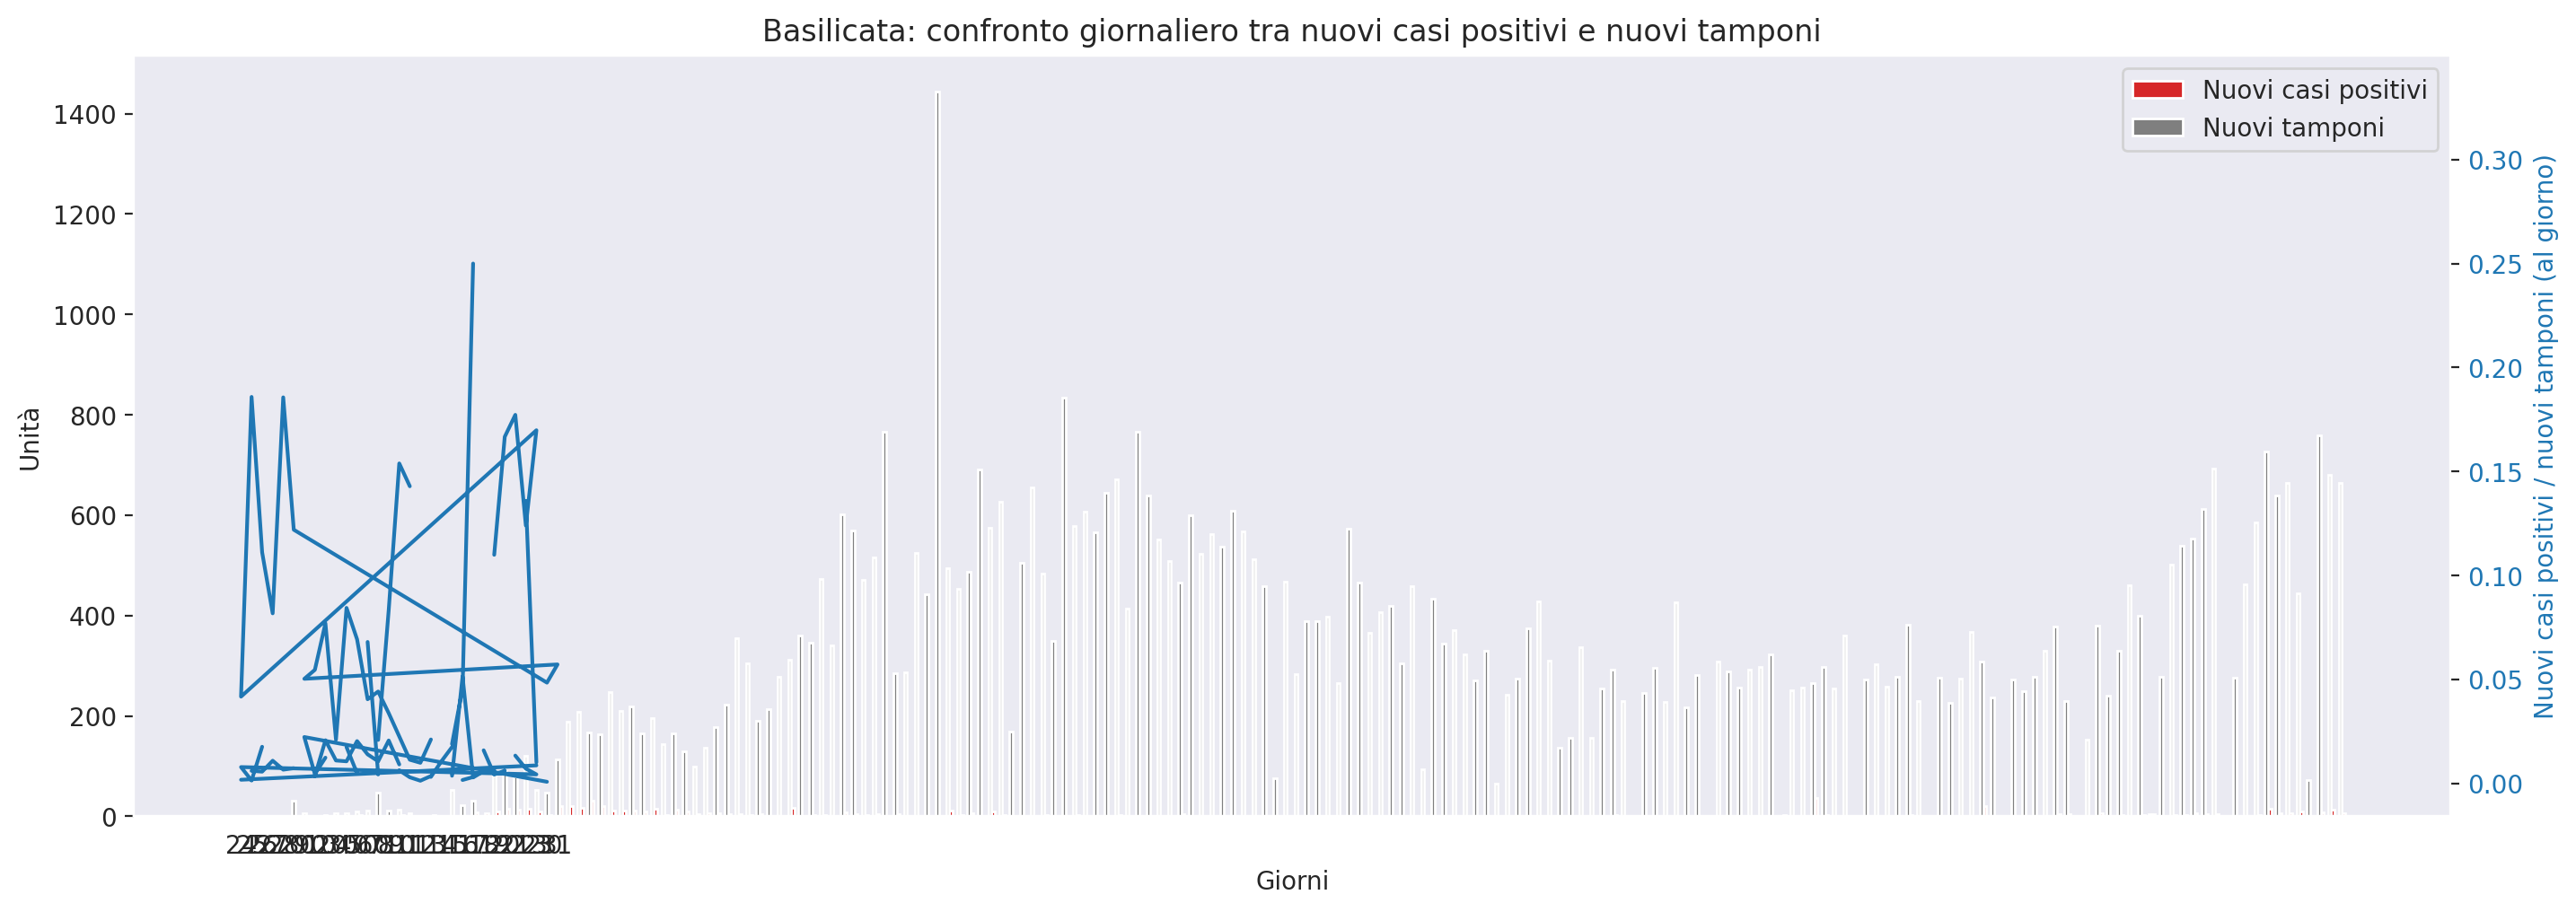 Basilicata: confronto giornaliero tra nuovi casi positivi e nuovi tamponi
Nuovi casi positivi
Nuovi tamponi
1400
1200
1000
800
600
400
200
0
Unità
0.30
0.25
0.20
0.15
0.10
0.05
0.00
Nuovi casi positivi / nuovi tamponi (al giorno)
Giorni